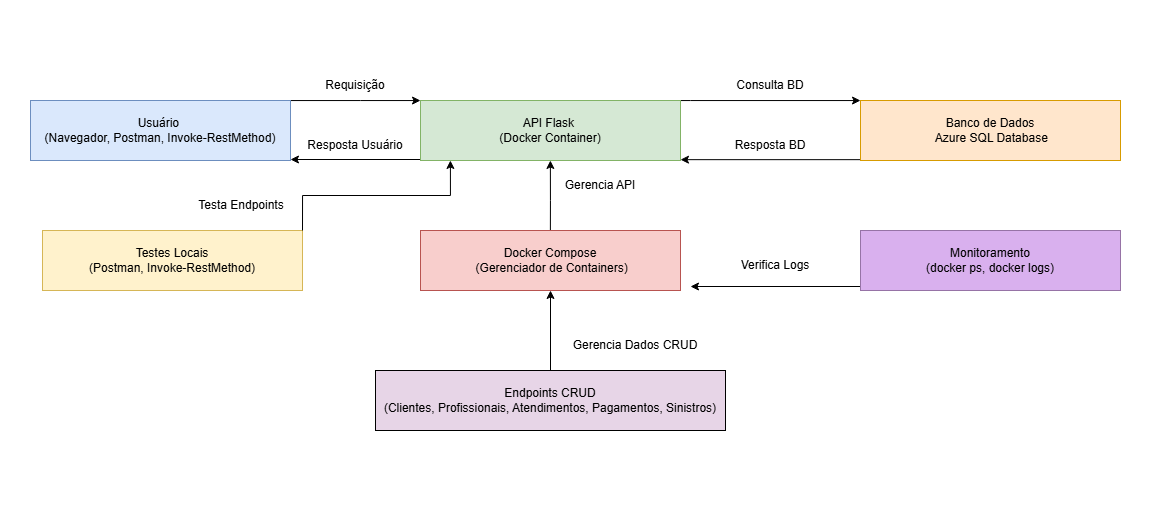 Requisição
Consulta BD
Usuário
(Navegador, Postman, Invoke-RestMethod)
API Flask
(Docker Container)
Banco de Dados
Azure SQL Database
Resposta Usuário
Resposta BD
Gerencia API
Testa Endpoints
Testes Locais
(Postman, Invoke-RestMethod)
Docker Compose
(Gerenciador de Containers)
Verifica Logs
Monitoramento
(docker ps, docker logs)
Gerencia Dados CRUD
Endpoints CRUD
(Clientes, Profissionais, Atendimentos, Pagamentos, Sinistros)